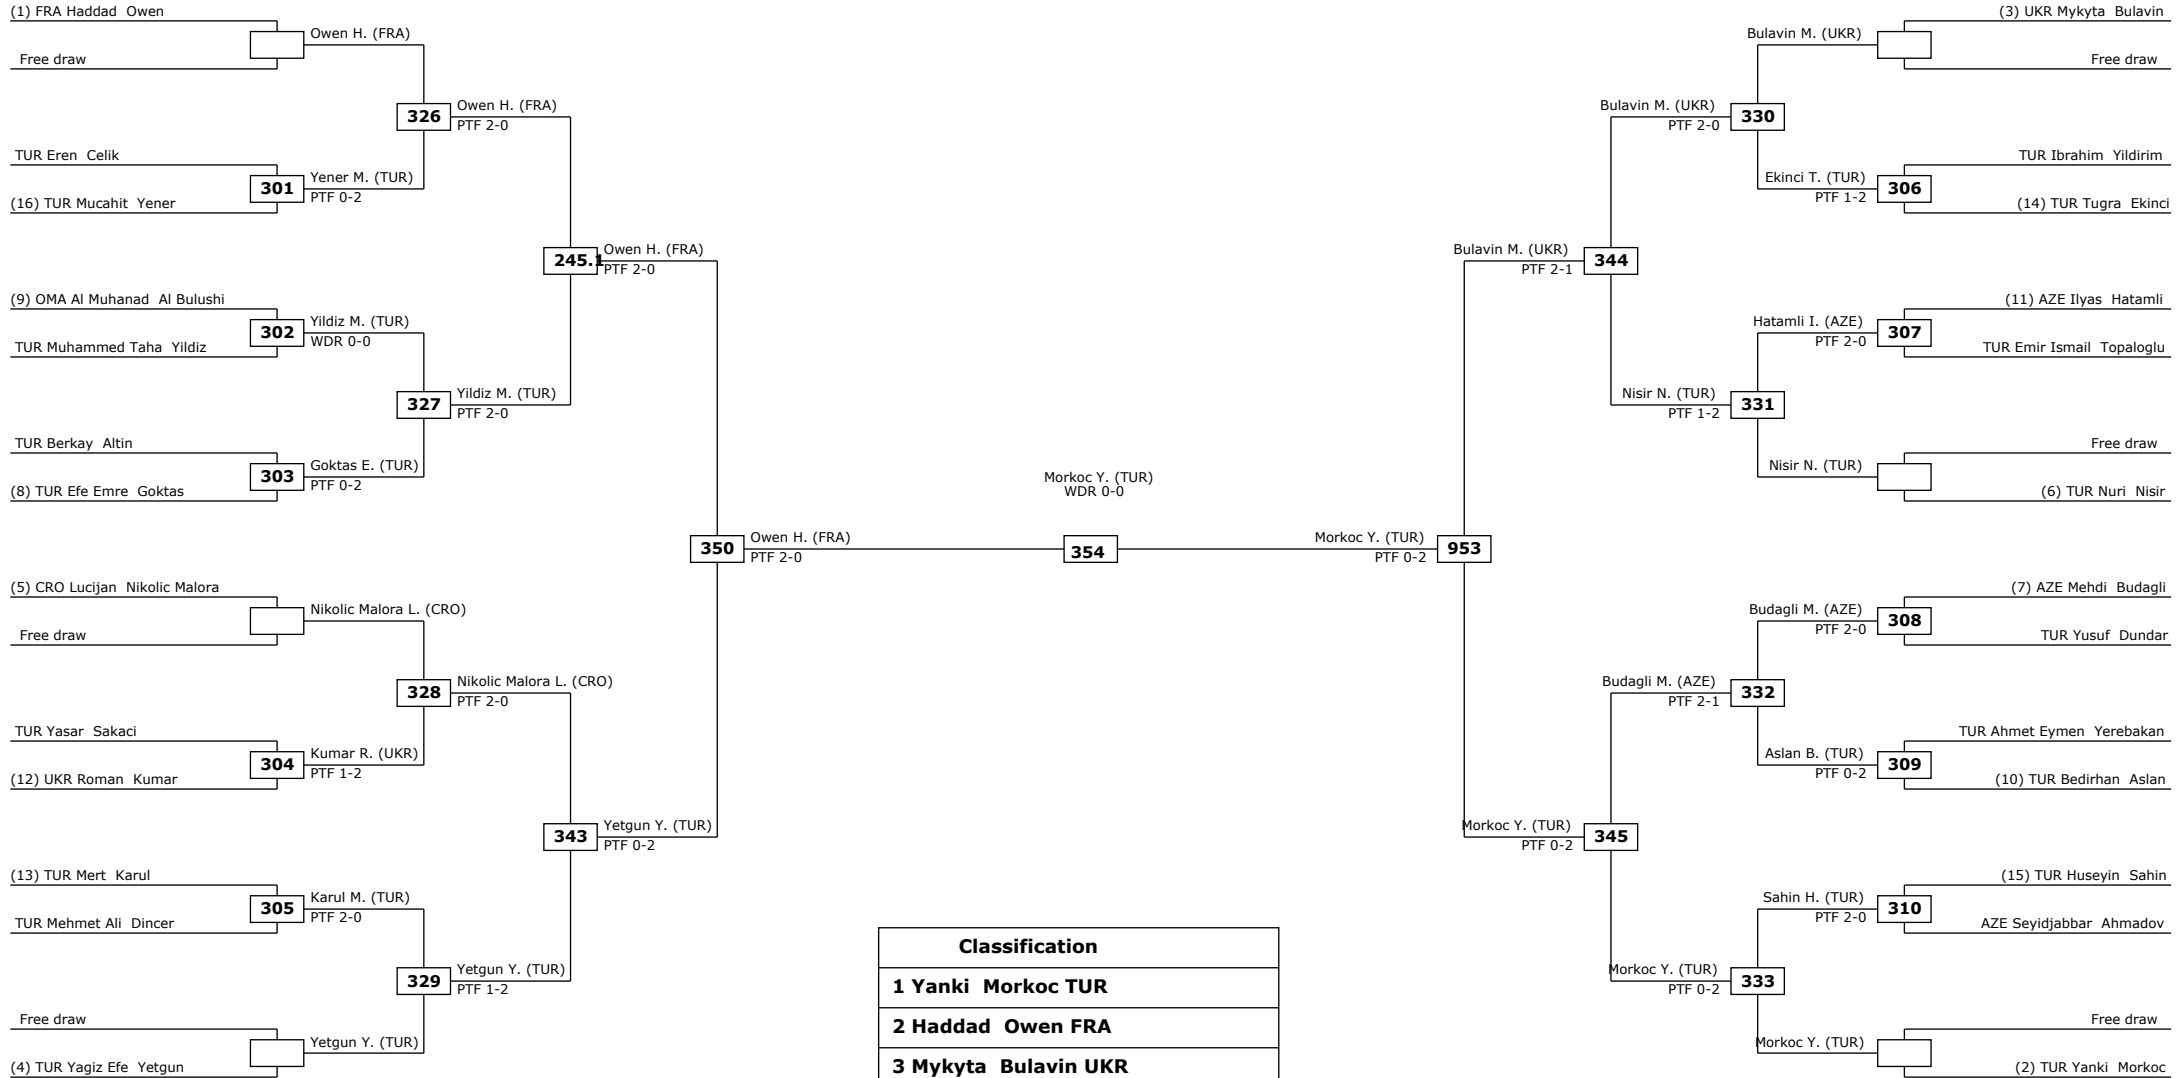 (1) FRA Haddad Owen
Owen H. (FRA)
Free draw
326
Owen H. (FRA)
PTF 2-0
TUR Eren Celik
301
Yener M. (TUR)
PTF 0-2
(16) TUR Mucahit Yener
245.1
Owen H. (FRA)
PTF 2-0
(9) OMA Al Muhanad Al Bulushi
302
Yildiz M. (TUR)
WDR 0-0
TUR Muhammed Taha Yildiz
327
Yildiz M. (TUR)
PTF 2-0
TUR Berkay Altin
303
Goktas E. (TUR)
PTF 0-2
(8) TUR Efe Emre Goktas
350
Owen H. (FRA)
PTF 2-0
(5) CRO Lucijan Nikolic Malora
Nikolic Malora L. (CRO)
Free draw
328
Nikolic Malora L. (CRO)
PTF 2-0
TUR Yasar Sakaci
304
Kumar R. (UKR)
PTF 1-2
(12) UKR Roman Kumar
343
Yetgun Y. (TUR)
PTF 0-2
(13) TUR Mert Karul
305
Karul M. (TUR)
PTF 2-0
TUR Mehmet Ali Dincer
329
Yetgun Y. (TUR)
PTF 1-2
Free draw
Yetgun Y. (TUR)
(4) TUR Yagiz Efe Yetgun
Morkoc Y. (TUR)
WDR 0-0
354
(3) UKR Mykyta Bulavin
Bulavin M. (UKR)
Free draw
Bulavin M. (UKR)
PTF 2-0
330
TUR Ibrahim Yildirim
Ekinci T. (TUR)
PTF 1-2
306
(14) TUR Tugra Ekinci
Bulavin M. (UKR)
PTF 2-1
344
(11) AZE Ilyas Hatamli
Hatamli I. (AZE)
PTF 2-0
307
TUR Emir Ismail Topaloglu
Nisir N. (TUR)
PTF 1-2
331
Free draw
Nisir N. (TUR)
(6) TUR Nuri Nisir
Morkoc Y. (TUR)
PTF 0-2
953
(7) AZE Mehdi Budagli
Budagli M. (AZE)
PTF 2-0
308
TUR Yusuf Dundar
Budagli M. (AZE)
PTF 2-1
332
TUR Ahmet Eymen Yerebakan
Aslan B. (TUR)
PTF 0-2
309
(10) TUR Bedirhan Aslan
Morkoc Y. (TUR)
PTF 0-2
345
(15) TUR Huseyin Sahin
Sahin H. (TUR)
PTF 2-0
310
AZE Seyidjabbar Ahmadov
Morkoc Y. (TUR)
PTF 0-2
333
Free draw
Morkoc Y. (TUR)
(2) TUR Yanki Morkoc
Classification
1 Yanki Morkoc TUR
2 Haddad Owen FRA
3 Mykyta Bulavin UKR